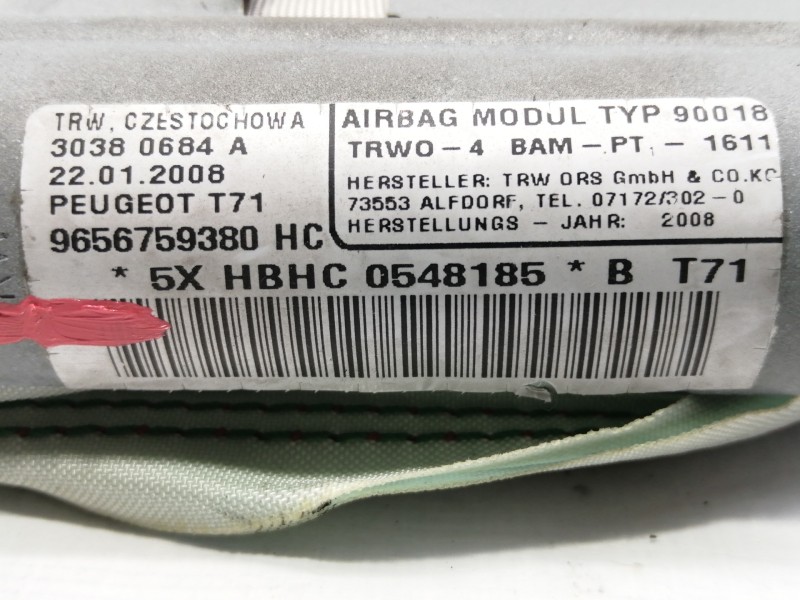 TRW, CZESTOCHOWA
3038 0684 A
22.01.2008
PEUGEOT T71
9656759380 HC
AIRBAG MODUL TYP 90018
TRWO-4 BAM-PT-1611
HERSTELLER: TRW ORS GmbH & CO.KG
73553 ALFDORF, TEL. 07172/302-0
HERSTELLUNGS - JAHR: 2008
* 5X HBHC 0548185 * B T71